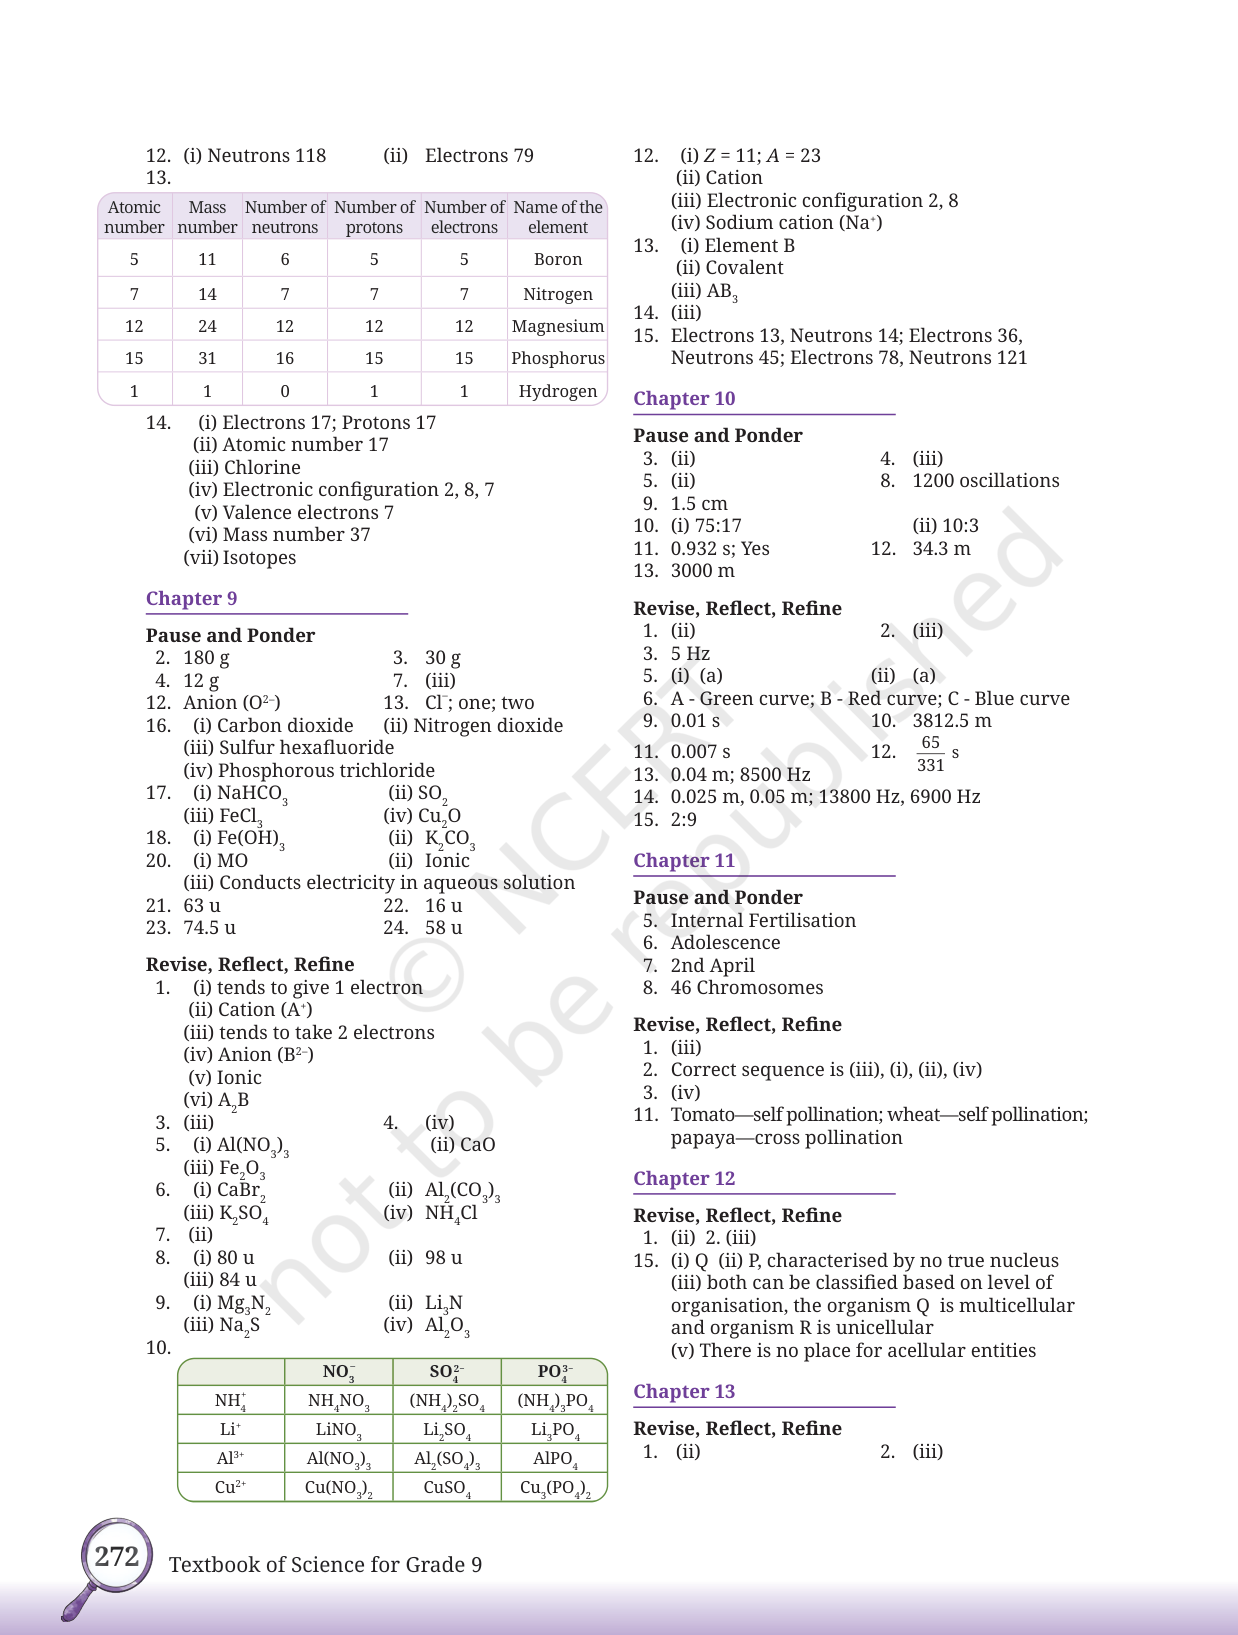 12. (i) Neutrons 118 (ii) Electrons 79
13.
Atomic number | Mass number | Number of neutrons | Number of protons | Number of electrons | Name of the element
5 | 11 | 6 | 5 | 5 | Boron
7 | 14 | 7 | 7 | 7 | Nitrogen
12 | 24 | 12 | 12 | 12 | Magnesium
15 | 31 | 16 | 15 | 15 | Phosphorus
1 | 1 | 0 | 1 | 1 | Hydrogen
14. (i) Electrons 17; Protons 17
(ii) Atomic number 17
(iii) Chlorine
(iv) Electronic configuration 2, 8, 7
(v) Valence electrons 7
(vi) Mass number 37
(vii) Isotopes
Chapter 9
Pause and Ponder
2. 180 g 3. 30 g
4. 12 g 7. (iii)
12. Anion (O²⁻) 13. Cl⁻; one; two
16. (i) Carbon dioxide (ii) Nitrogen dioxide
(iii) Sulfur hexafluoride
(iv) Phosphorous trichloride
17. (i) NaHCO₃ (ii) SO₂
(iii) FeCl₃ (iv) Cu₂O
18. (i) Fe(OH)₃ (ii) K₂CO₃
20. (i) MO (ii) Ionic
(iii) Conducts electricity in aqueous solution
21. 63 u 22. 16 u
23. 74.5 u 24. 58 u
Revise, Reflect, Refine
1. (i) tends to give 1 electron
(ii) Cation (A⁺)
(iii) tends to take 2 electrons
(iv) Anion (B²⁻)
(v) Ionic
(vi) A₂B
3. (iii) 4. (iv)
5. (i) Al(NO₃)₃ (ii) CaO
(iii) Fe₂O₃
6. (i) CaBr₂ (ii) Al₂(CO₃)₃
(iii) K₂SO₄ (iv) NH₄Cl
7. (ii)
8. (i) 80 u (ii) 98 u
(iii) 84 u
9. (i) Mg₃N₂ (ii) Li₃N
(iii) Na₂S (iv) Al₂O₃
10.
NO₃⁻ | SO₄²⁻ | PO₄³⁻
NH₄⁺ | NH₄NO₃ | (NH₄)₂SO₄ | (NH₄)₃PO₄
Li⁺ | LiNO₃ | Li₂SO₄ | Li₃PO₄
Al³⁺ | Al(NO₃)₃ | Al₂(SO₄)₃ | AlPO₄
Cu²⁺ | Cu(NO₃)₂ | CuSO₄ | Cu₃(PO₄)₂
12. (i) Z = 11; A = 23
(ii) Cation
(iii) Electronic configuration 2, 8
(iv) Sodium cation (Na⁺)
13. (i) Element B
(ii) Covalent
(iii) AB₃
14. (iii)
15. Electrons 13, Neutrons 14; Electrons 36,
Neutrons 45; Electrons 78, Neutrons 121
Chapter 10
Pause and Ponder
3. (ii) 4. (iii)
5. (ii) 8. 1200 oscillations
9. 1.5 cm
10. (i) 75:17 (ii) 10:3
11. 0.932 s; Yes 12. 34.3 m
13. 3000 m
Revise, Reflect, Refine
1. (ii) 2. (iii)
3. 5 Hz
5. (i) (a) (ii) (a)
6. A - Green curve; B - Red curve; C - Blue curve
9. 0.01 s 10. 3812.5 m
11. 0.007 s 12. 65/331 s
13. 0.04 m; 8500 Hz
14. 0.025 m, 0.05 m; 13800 Hz, 6900 Hz
15. 2:9
Chapter 11
Pause and Ponder
5. Internal Fertilisation
6. Adolescence
7. 2nd April
8. 46 Chromosomes
Revise, Reflect, Refine
1. (iii)
2. Correct sequence is (iii), (i), (ii), (iv)
3. (iv)
11. Tomato—self pollination; wheat—self pollination;
papaya—cross pollination
Chapter 12
Revise, Reflect, Refine
1. (ii) 2. (iii)
15. (i) Q (ii) P, characterised by no true nucleus
(iii) both can be classified based on level of
organisation, the organism Q is multicellular
and organism R is unicellular
(v) There is no place for acellular entities
Chapter 13
Revise, Reflect, Refine
1. (ii) 2. (iii)
© NCERT
not to be republished
272
Textbook of Science for Grade 9